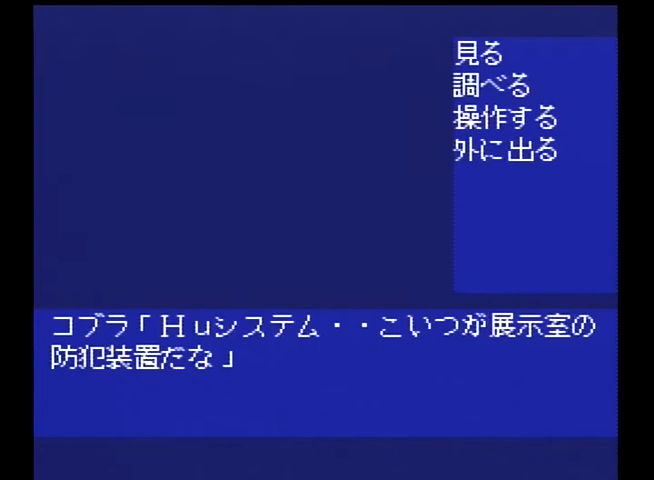 見る
調べる
操作する
外に出る
コブラ「Ｈｕシステム・・こいつが展示室の
防犯装置だな」